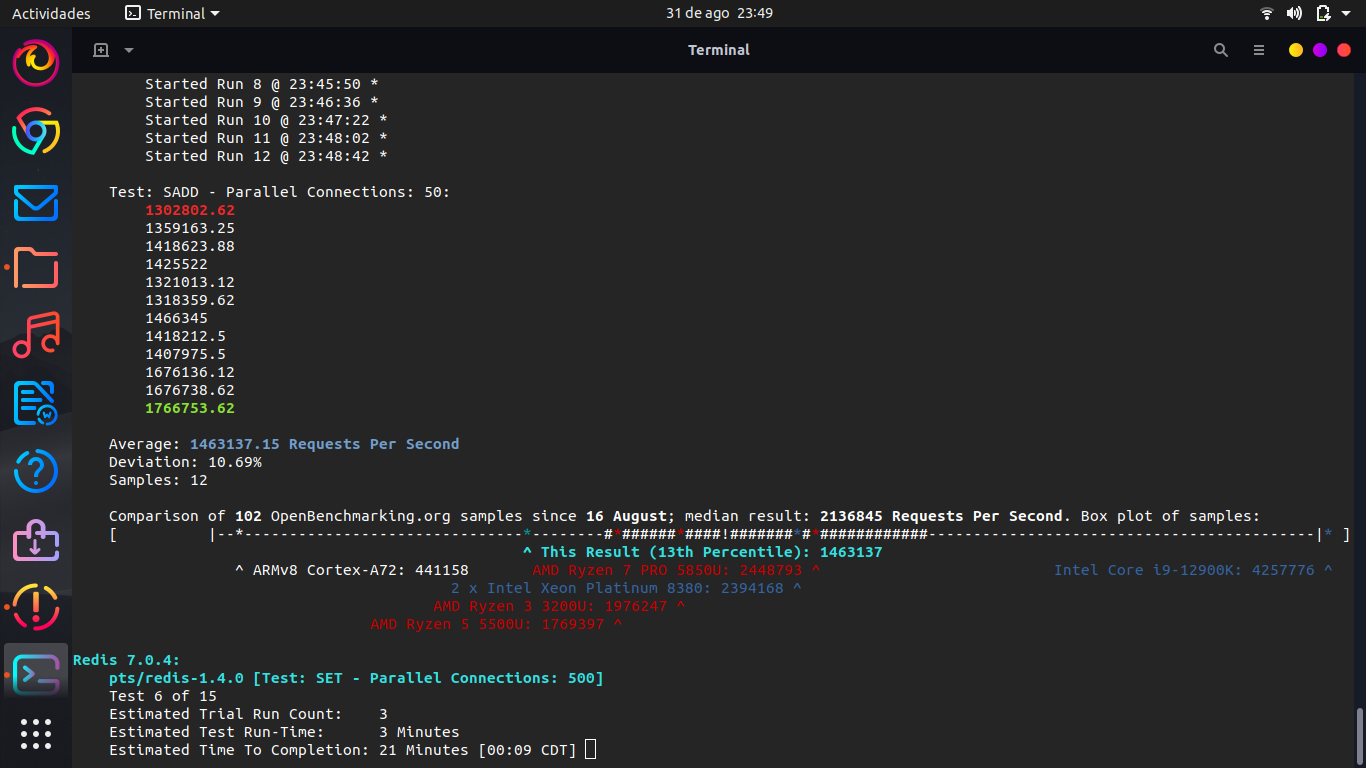 Actividades Terminal 31 de ago 23:49
Terminal
Started Run 8 @ 23:45:50 *
Started Run 9 @ 23:46:36 *
Started Run 10 @ 23:47:22 *
Started Run 11 @ 23:48:02 *
Started Run 12 @ 23:48:42 *
Test: SADD - Parallel Connections: 50:
1302802.62
1359163.25
1418623.88
1425522
1321013.12
1318359.62
1466345
1418212.5
1407975.5
1676136.12
1676738.62
1766753.62
Average: 1463137.15 Requests Per Second
Deviation: 10.69%
Samples: 12
Comparison of 102 OpenBenchmarking.org samples since 16 August; median result: 2136845 Requests Per Second. Box plot of samples:
[          |--*-------------------------------*--------#*######*####!#######*#*############-------------------------------------------|* ]
^ This Result (13th Percentile): 1463137
^ ARMv8 Cortex-A72: 441158 AMD Ryzen 7 PRO 5850U: 2448793 ^ Intel Core i9-12900K: 4257776 ^
2 x Intel Xeon Platinum 8380: 2394168 ^
AMD Ryzen 3 3200U: 1976247 ^
AMD Ryzen 5 5500U: 1769397 ^
Redis 7.0.4:
pts/redis-1.4.0 [Test: SET - Parallel Connections: 500]
Test 6 of 15
Estimated Trial Run Count: 3
Estimated Test Run-Time: 3 Minutes
Estimated Time To Completion: 21 Minutes [00:09 CDT]